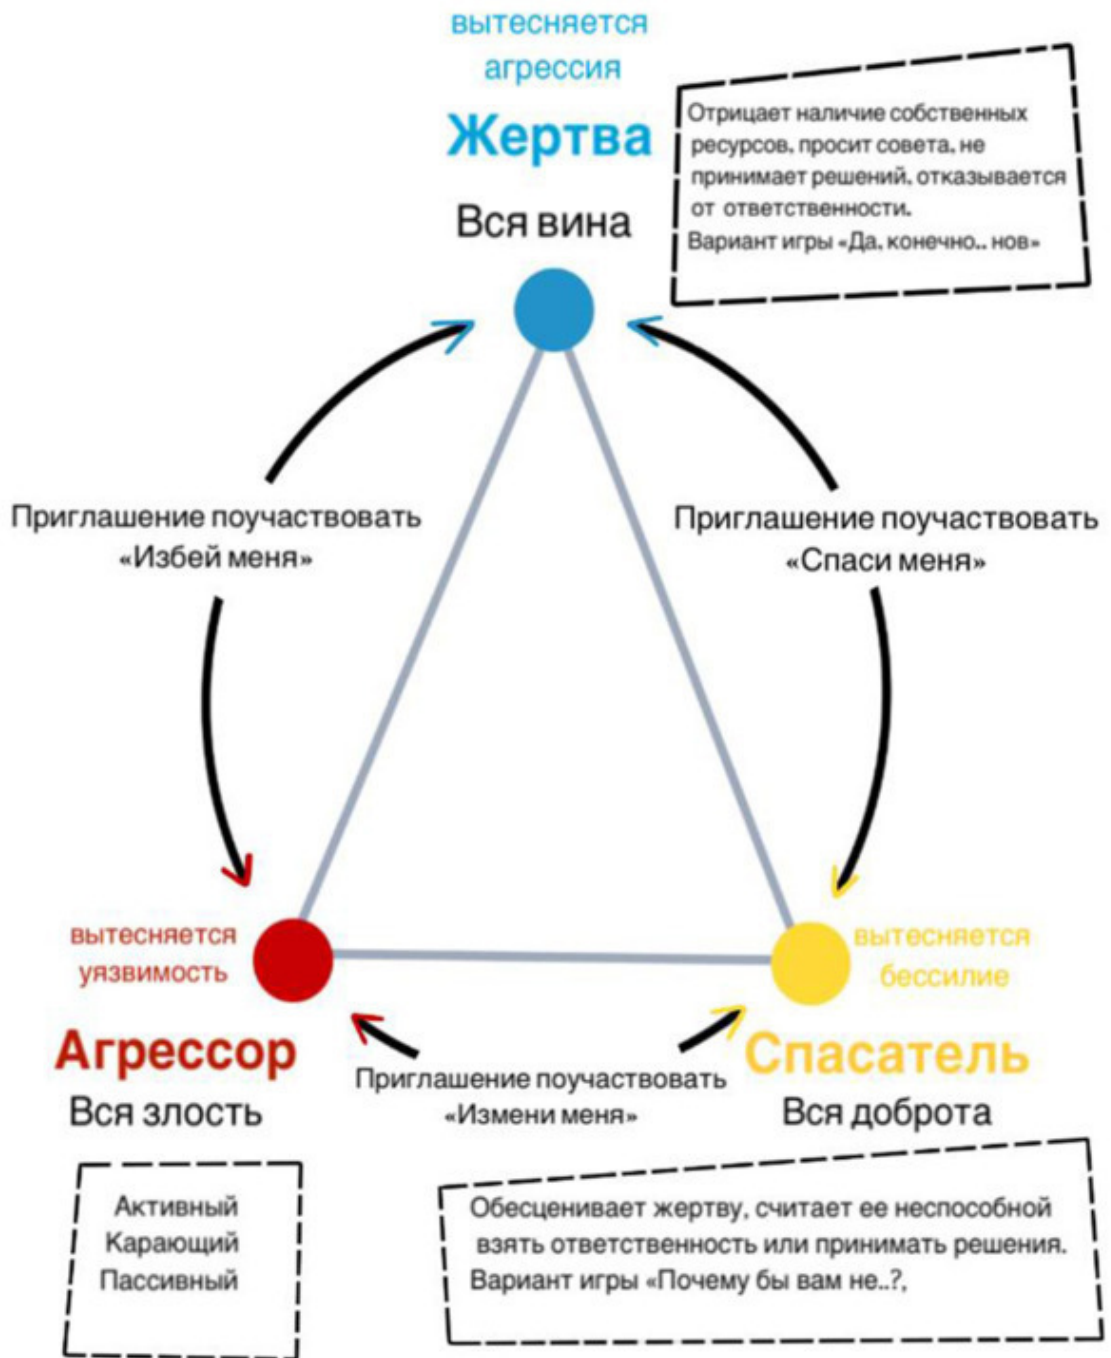 вытесняется
агрессия
Жертва
Вся вина
Отрицает наличие собственных
ресурсов, просит совета, не
принимает решений, отказывается
от ответственности.
Вариант игры «Да, конечно.. нов»
Приглашение поучаствовать
«Избей меня»
Приглашение поучаствовать
«Спаси меня»
вытесняется
уязвимость
вытесняется
бессилие
Агрессор
Вся злость
Приглашение поучаствовать
«Измени меня»
Спасатель
Вся доброта
Активный
Карающий
Пассивный
Обесценивает жертву, считает ее неспособной
взять ответственность или принимать решения.
Вариант игры «Почему бы вам не..?,